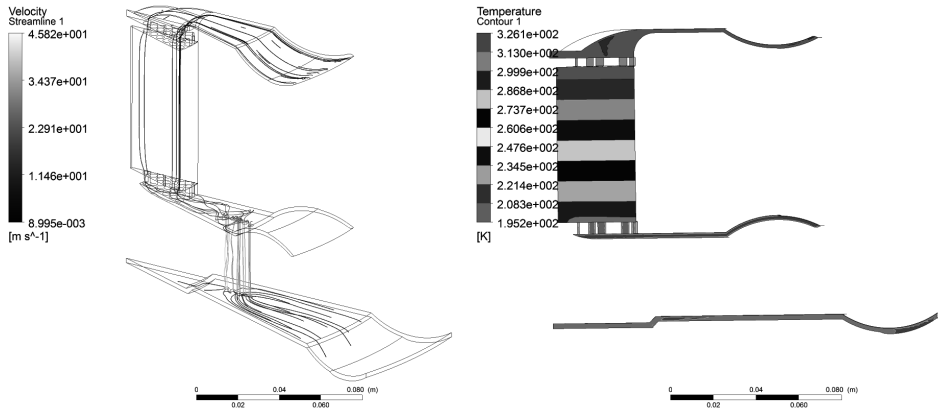 Velocity
Streamline 1
4.582e+001
3.437e+001
2.291e+001
1.146e+001
8.995e-003
[m s^-1]
0 0.04 0.080 (m)
0.02 0.060
Temperature
Contour 1
3.261e+002
3.130e+002
2.999e+002
2.868e+002
2.737e+002
2.606e+002
2.476e+002
2.345e+002
2.214e+002
2.083e+002
1.952e+002
[K]
0 0.04 0.080 (m)
0.02 0.060